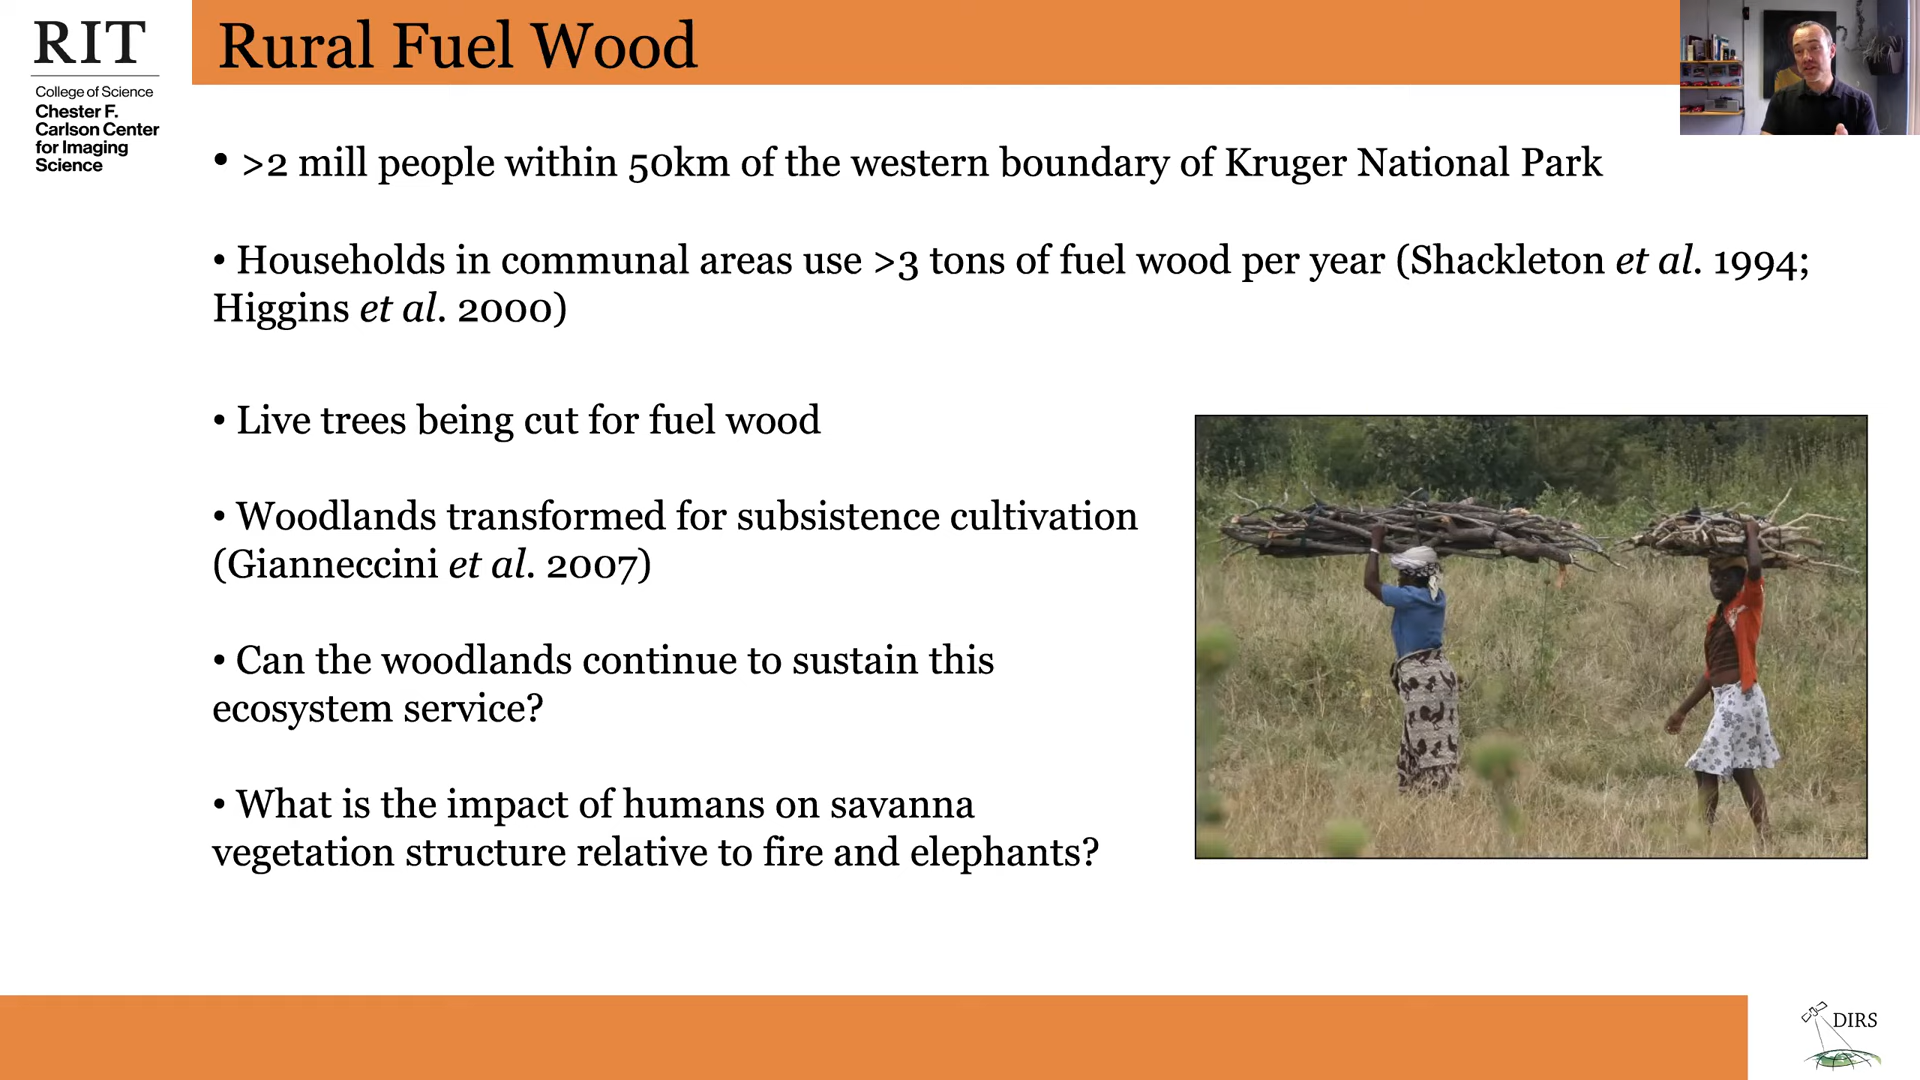 RIT
College of Science
Chester F.
Carlson Center
for Imaging
Science
Rural Fuel Wood
• >2 mill people within 50km of the western boundary of Kruger National Park
• Households in communal areas use >3 tons of fuel wood per year (Shackleton et al. 1994;
Higgins et al. 2000)
• Live trees being cut for fuel wood
• Woodlands transformed for subsistence cultivation
(Gianneccini et al. 2007)
• Can the woodlands continue to sustain this
ecosystem service?
• What is the impact of humans on savanna
vegetation structure relative to fire and elephants?
DIRS